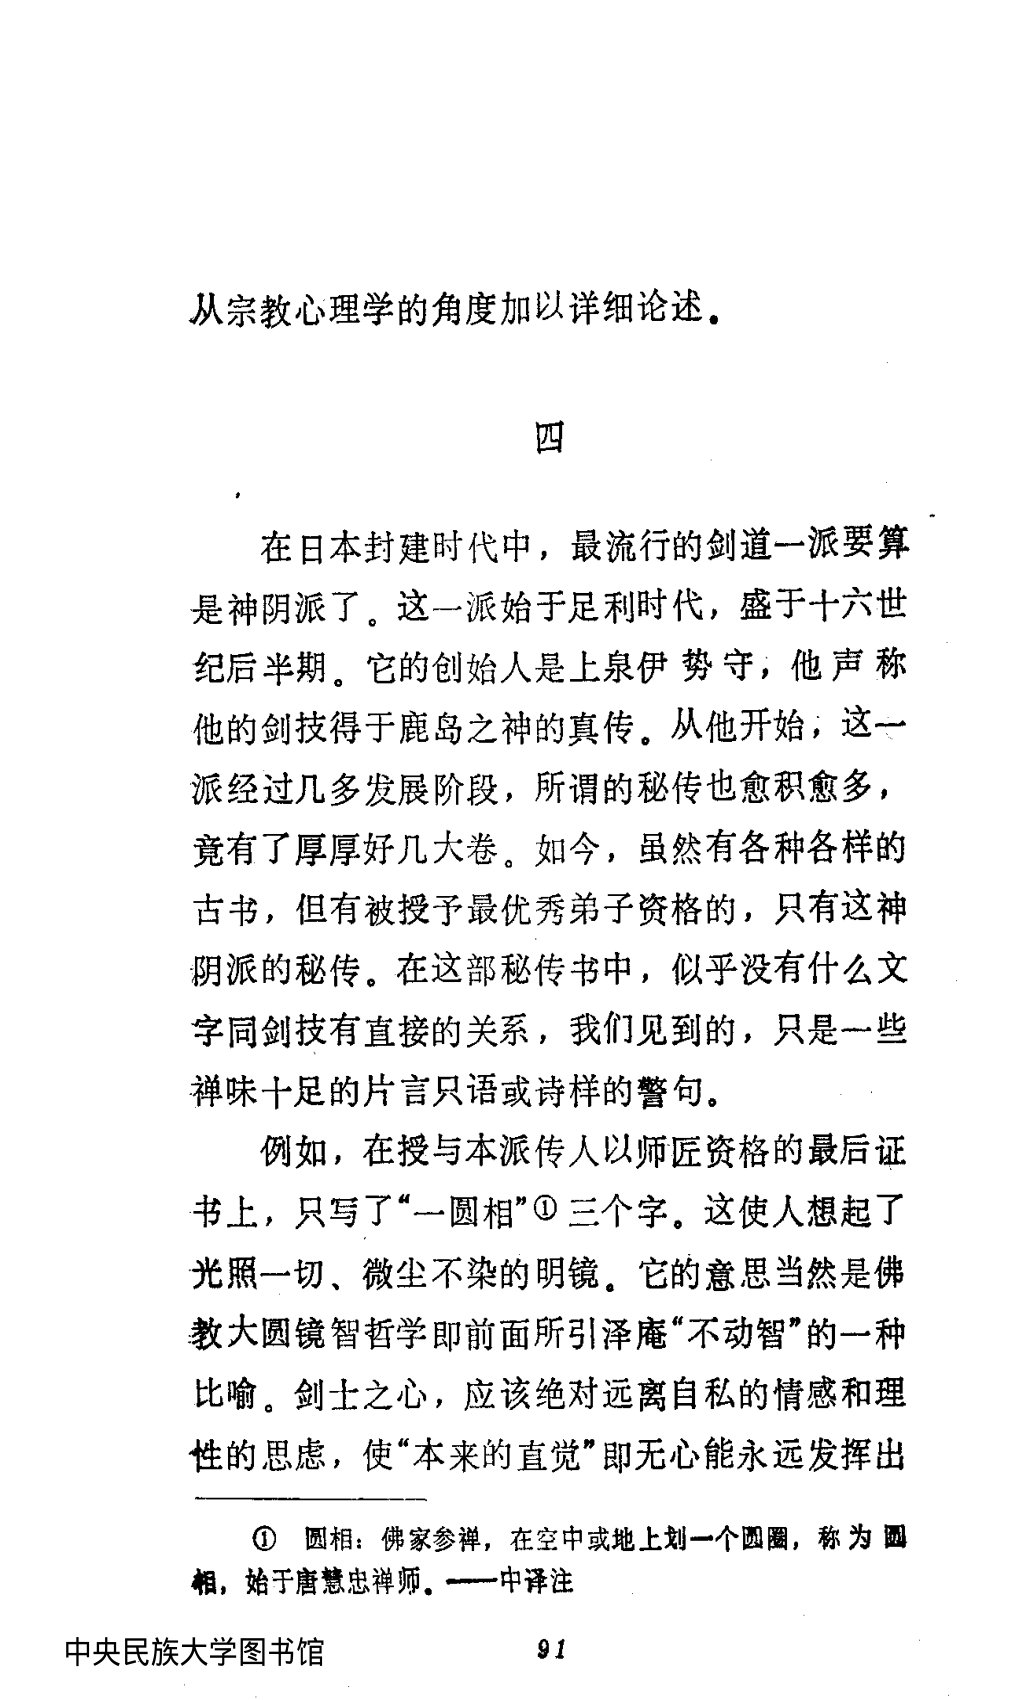 从宗教心理学的角度加以详细论述。
四
在日本封建时代中，最流行的剑道一派要算
是神阴派了。这一派始于足利时代，盛于十六世
纪后半期。它的创始人是上泉伊势守，他声称
他的剑技得于鹿岛之神的真传。从他开始，这一
派经过几多发展阶段，所谓的秘传也愈积愈多，
竟有了厚厚好几大卷。如今，虽然有各种各样的
古书，但有被授予最优秀弟子资格的，只有这神
阴派的秘传。在这部秘传书中，似乎没有什么文
字同剑技有直接的关系，我们见到的，只是一些
禅味十足的片言只语或诗样的警句。
例如，在授与本派传人以师匠资格的最后证
书上，只写了“一圆相”①三个字。这使人想起了
光照一切、微尘不染的明镜。它的意思当然是佛
教大圆镜智哲学即前面所引泽庵“不动智”的一种
比喻。剑士之心，应该绝对远离自私的情感和理
性的思虑，使“本来的直觉”即无心能永远发挥出
① 圆相：佛家参禅，在空中或地上划一个圆圈，称为圆
相，始于唐慧忠禅师。——中译注
中央民族大学图书馆
91